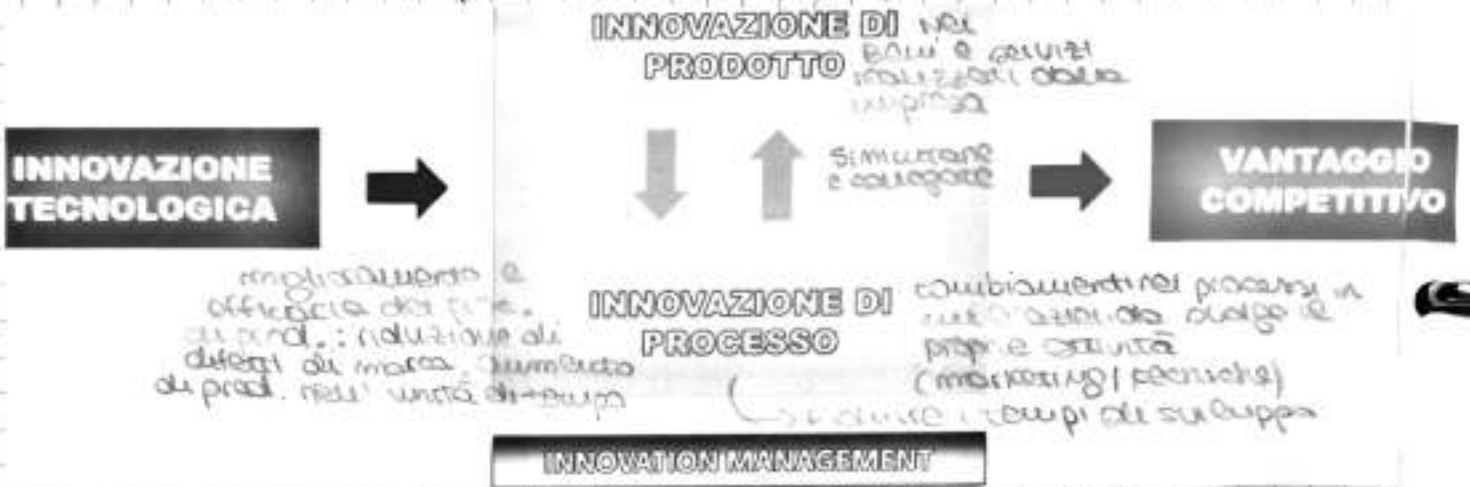 INNOVAZIONE DI
PRODOTTO
nei
beni e servizi
realizzati dalla
impresa
INNOVAZIONE
TECNOLOGICA
simultane
e collegate
VANTAGGIO
COMPETITIVO
miglioramento e
efficacia
di prod.: riduzione di
difetti di marca, aumento
di prod. nell'unità di tempo
INNOVAZIONE DI
PROCESSO
cambiamenti nei processi in
cui l'azienda svolge le
proprie attività
(marketing/tecniche)
ridurre i tempi di sviluppo
INNOVATION MANAGEMENT